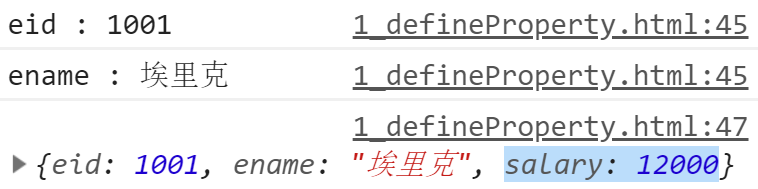 eid : 1001 1_defineProperty.html:45
ename : 埃里克 1_defineProperty.html:45
1_defineProperty.html:47
{eid: 1001, ename: "埃里克", salary: 12000}